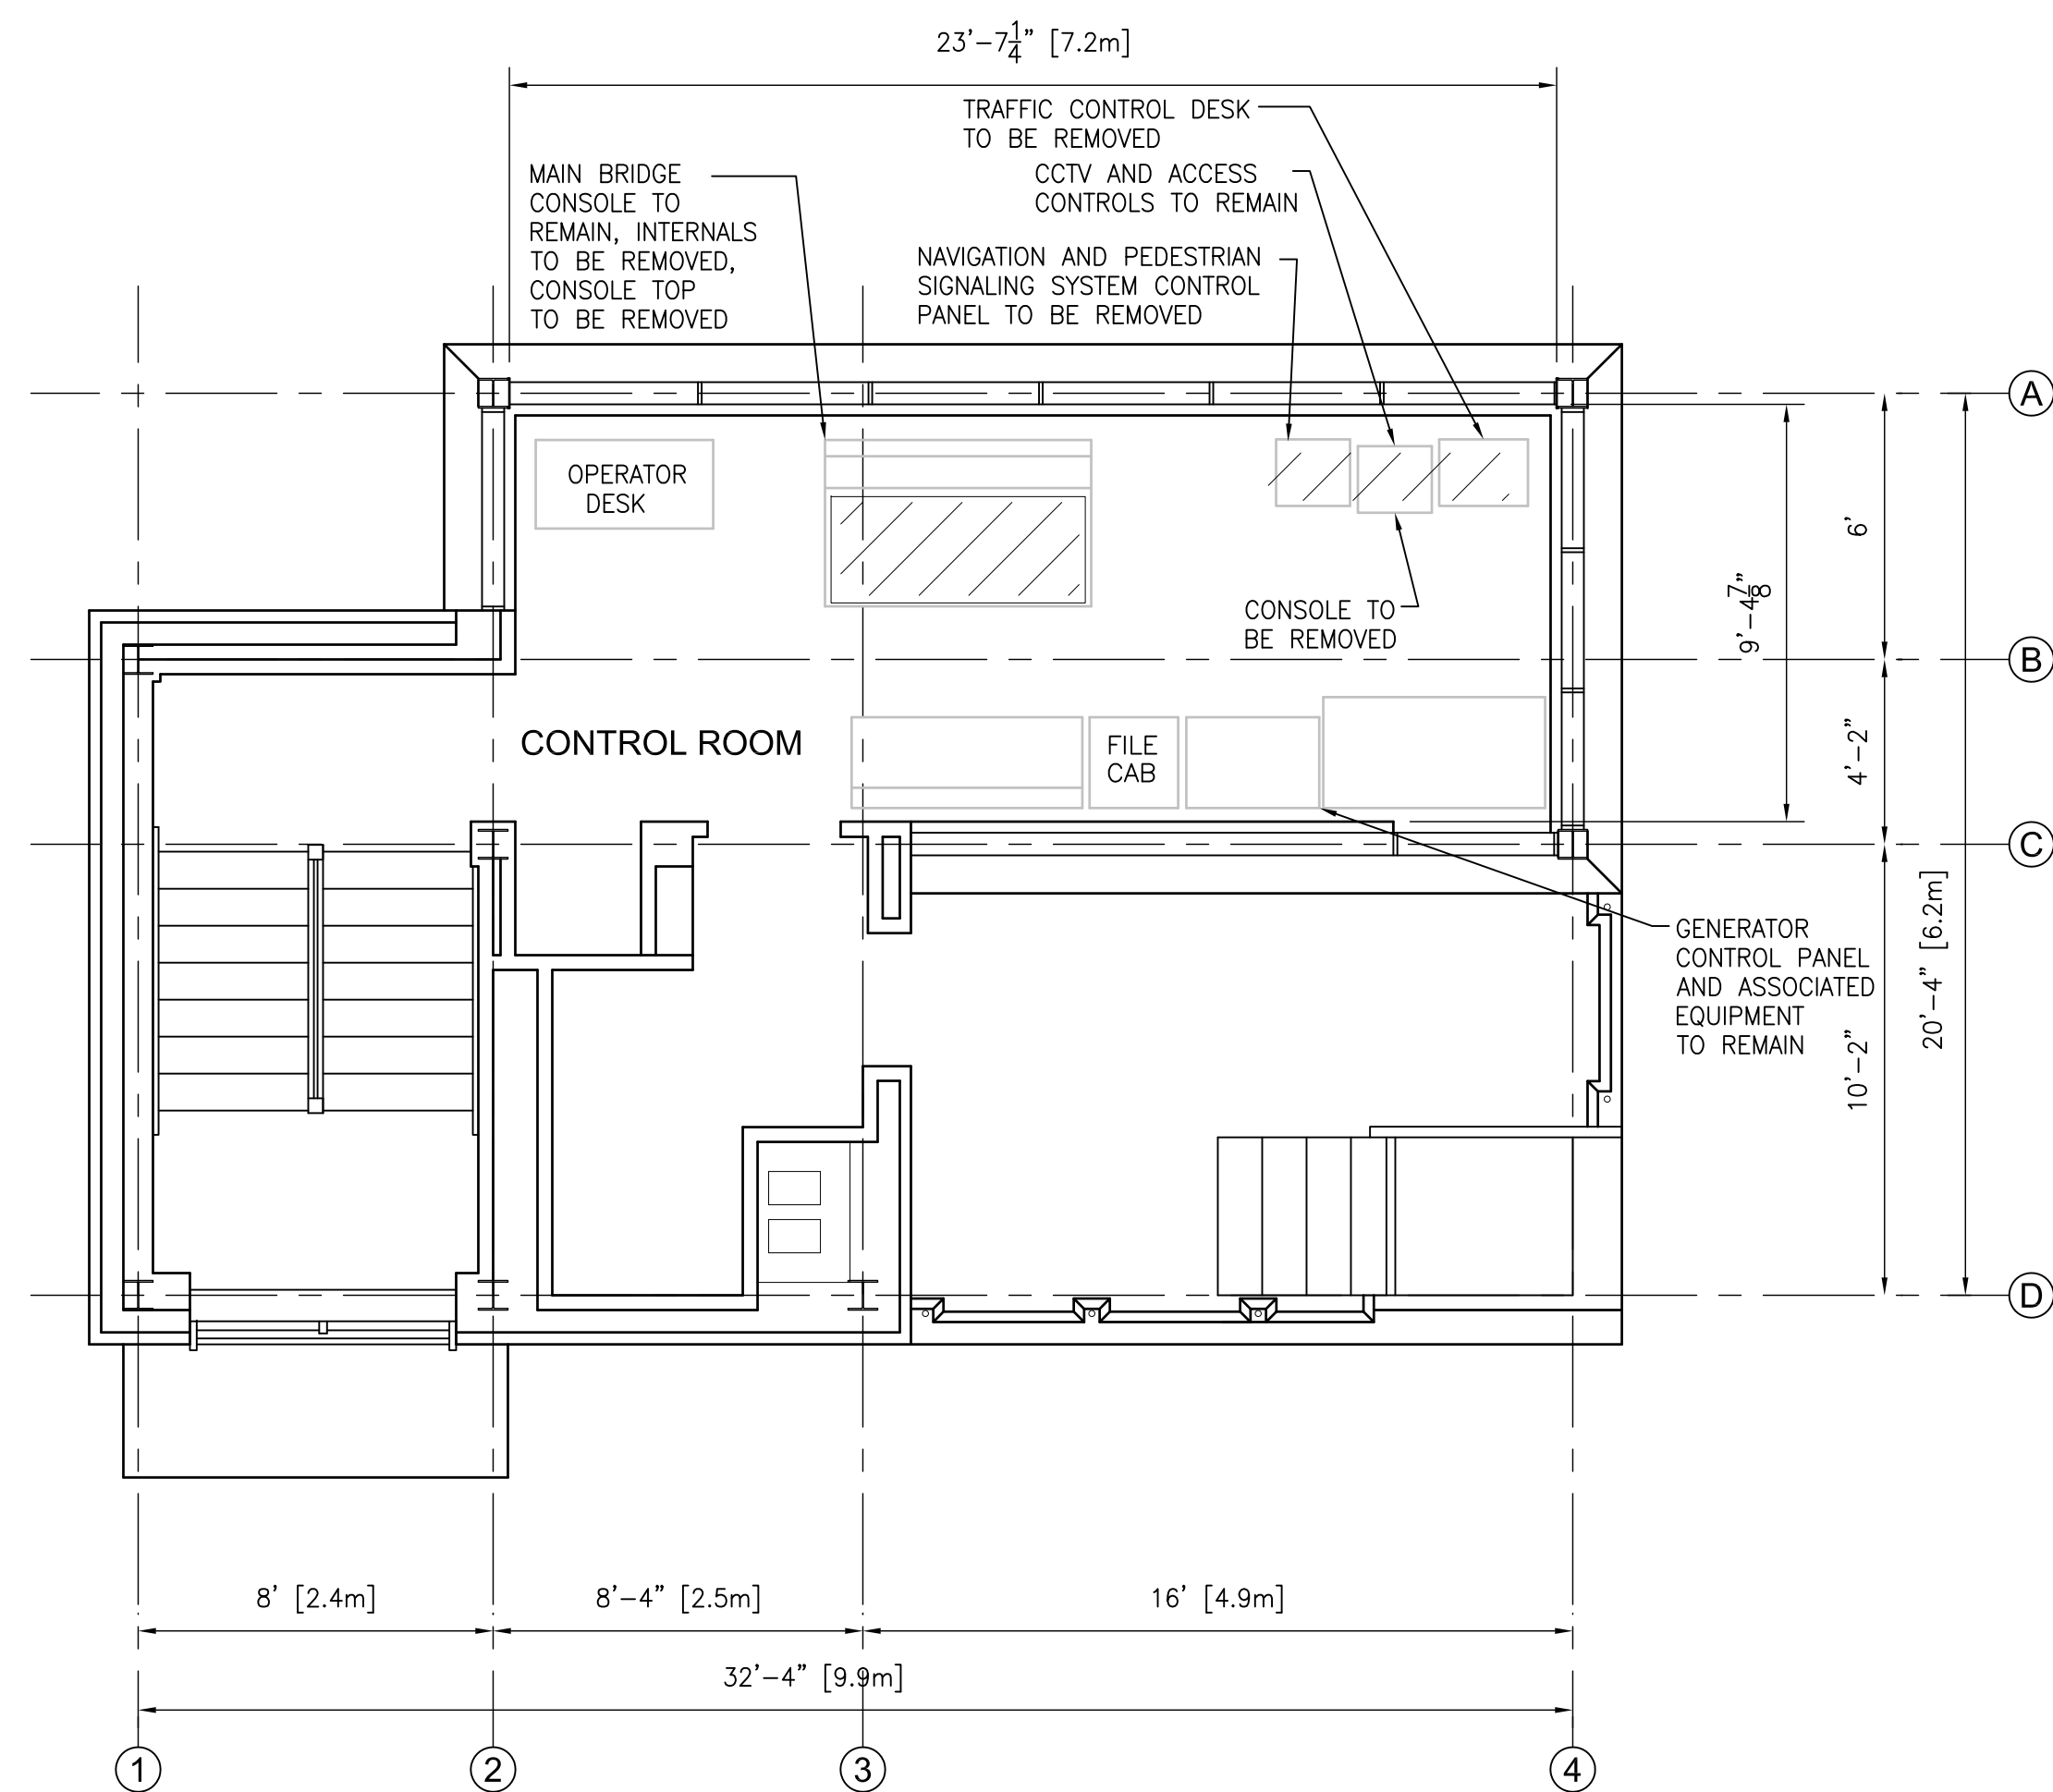 23'-7 1/4" [7.2m]
TRAFFIC CONTROL DESK
TO BE REMOVED
CCTV AND ACCESS
CONTROLS TO REMAIN
MAIN BRIDGE
CONSOLE TO
REMAIN, INTERNALS
TO BE REMOVED,
CONSOLE TOP
TO BE REMOVED
NAVIGATION AND PEDESTRIAN
SIGNALING SYSTEM CONTROL
PANEL TO BE REMOVED
A
OPERATOR
DESK
6'
9'-4 7/8"
CONSOLE TO
BE REMOVED
B
CONTROL ROOM
FILE
CAB
4'-2"
C
GENERATOR
CONTROL PANEL
AND ASSOCIATED
EQUIPMENT
TO REMAIN
10'-2"
20'-4" [6.2m]
D
8' [2.4m]
8'-4" [2.5m]
16' [4.9m]
32'-4" [9.9m]
1
2
3
4